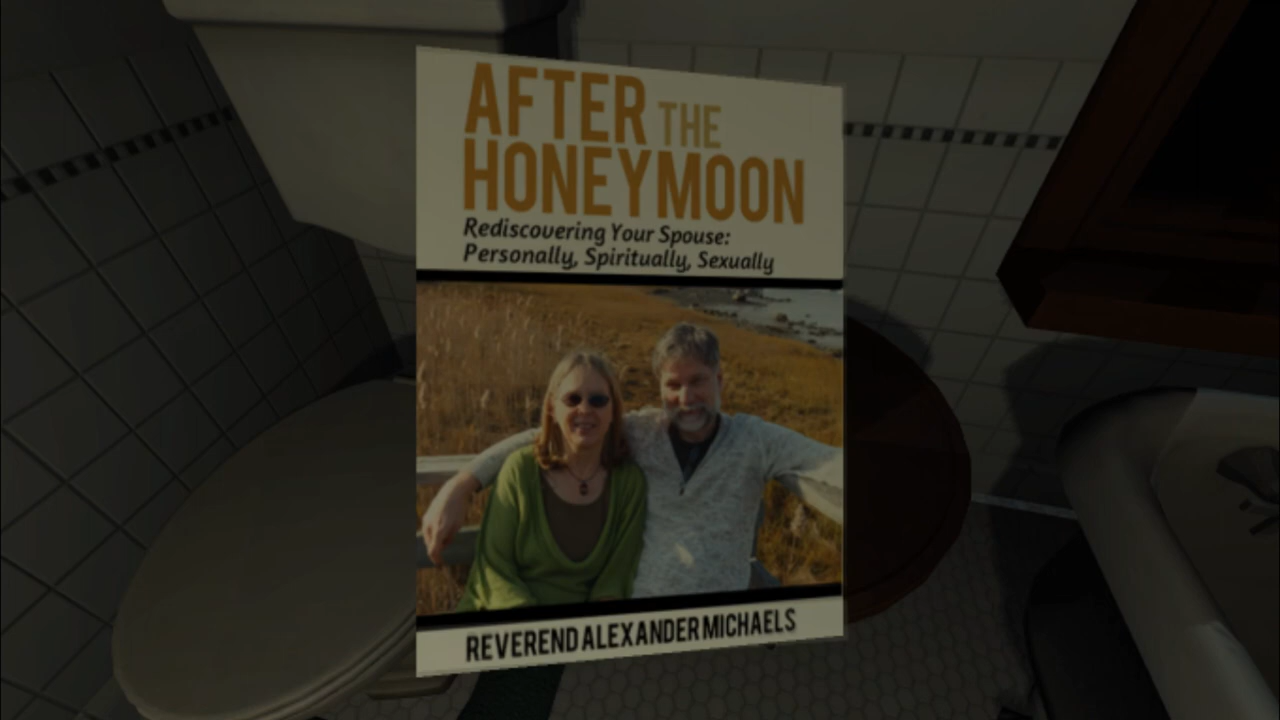 AFTER THE
HONEYMOON
Rediscovering Your Spouse:
Personally, Spiritually, Sexually
REVEREND ALEXANDER MICHAELS